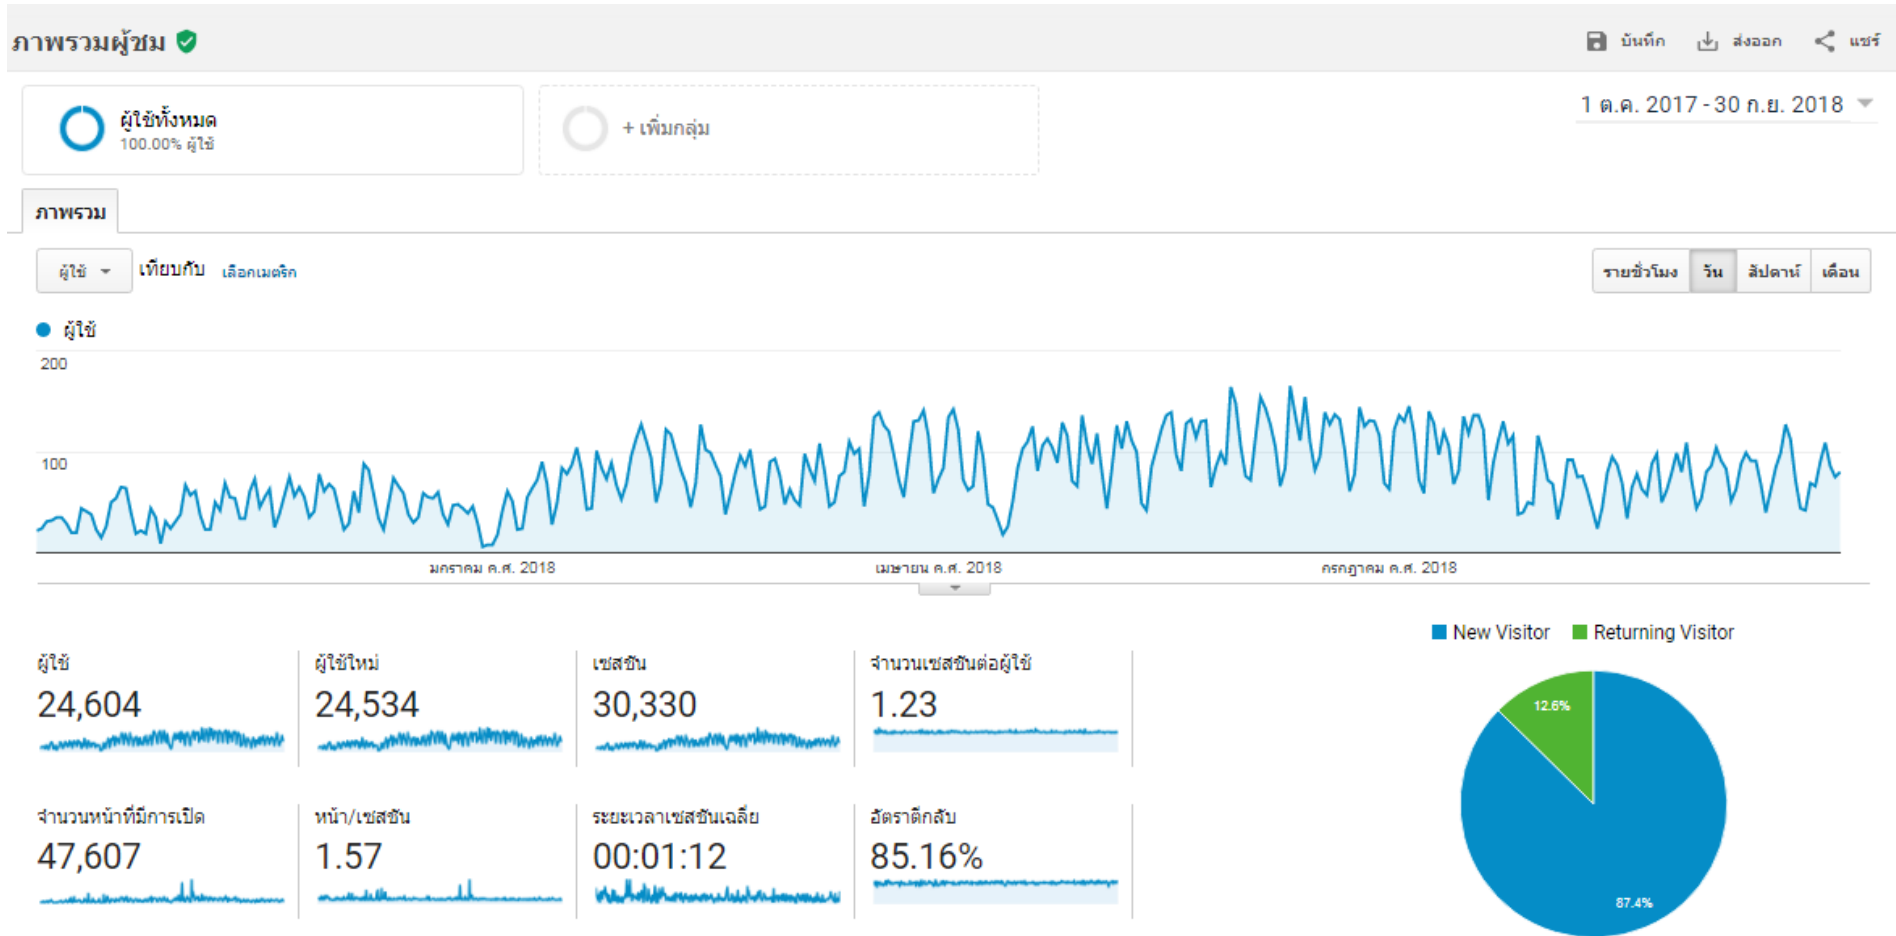 ภาพรวมผู้ชม
บันทึก ส่งออก แชร์
ผู้ใช้ทั้งหมด
100.00% ผู้ใช้
+ เพิ่มกลุ่ม
1 ต.ค. 2017 - 30 ก.ย. 2018
ภาพรวม
ผู้ใช้ เทียบกับ เลือกเมตริก
รายชั่วโมง วัน สัปดาห์ เดือน
ผู้ใช้
200
100
มกราคม ค.ศ. 2018 เมษายน ค.ศ. 2018 กรกฎาคม ค.ศ. 2018
New Visitor Returning Visitor
ผู้ใช้ ผู้ใช้ใหม่ เซสชัน จำนวนเซสชันต่อผู้ใช้
24,604 24,534 30,330 1.23
12.6%
จำนวนหน้าที่มีการเปิด หน้า/เซสชัน ระยะเวลาเซสชันเฉลี่ย อัตราตีกลับ
47,607 1.57 00:01:12 85.16%
87.4%